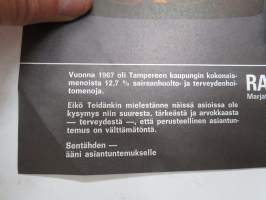 Vuonna 1967 oli Tampereen kaupungin kokonais-
menoista 12,7 % sairaanhoito- ja terveydenhoi-
tomenoja.
Eikö Teidänkin mielestänne näissä asioissa ole
kysymys niin suuresta, tärkeästä ja arvokkaasta
— terveydestä —, että perusteellinen asiantun-
temus on välttämätöntä.
Sentähden —
ääni asiantuntemukselle
RA
Marja